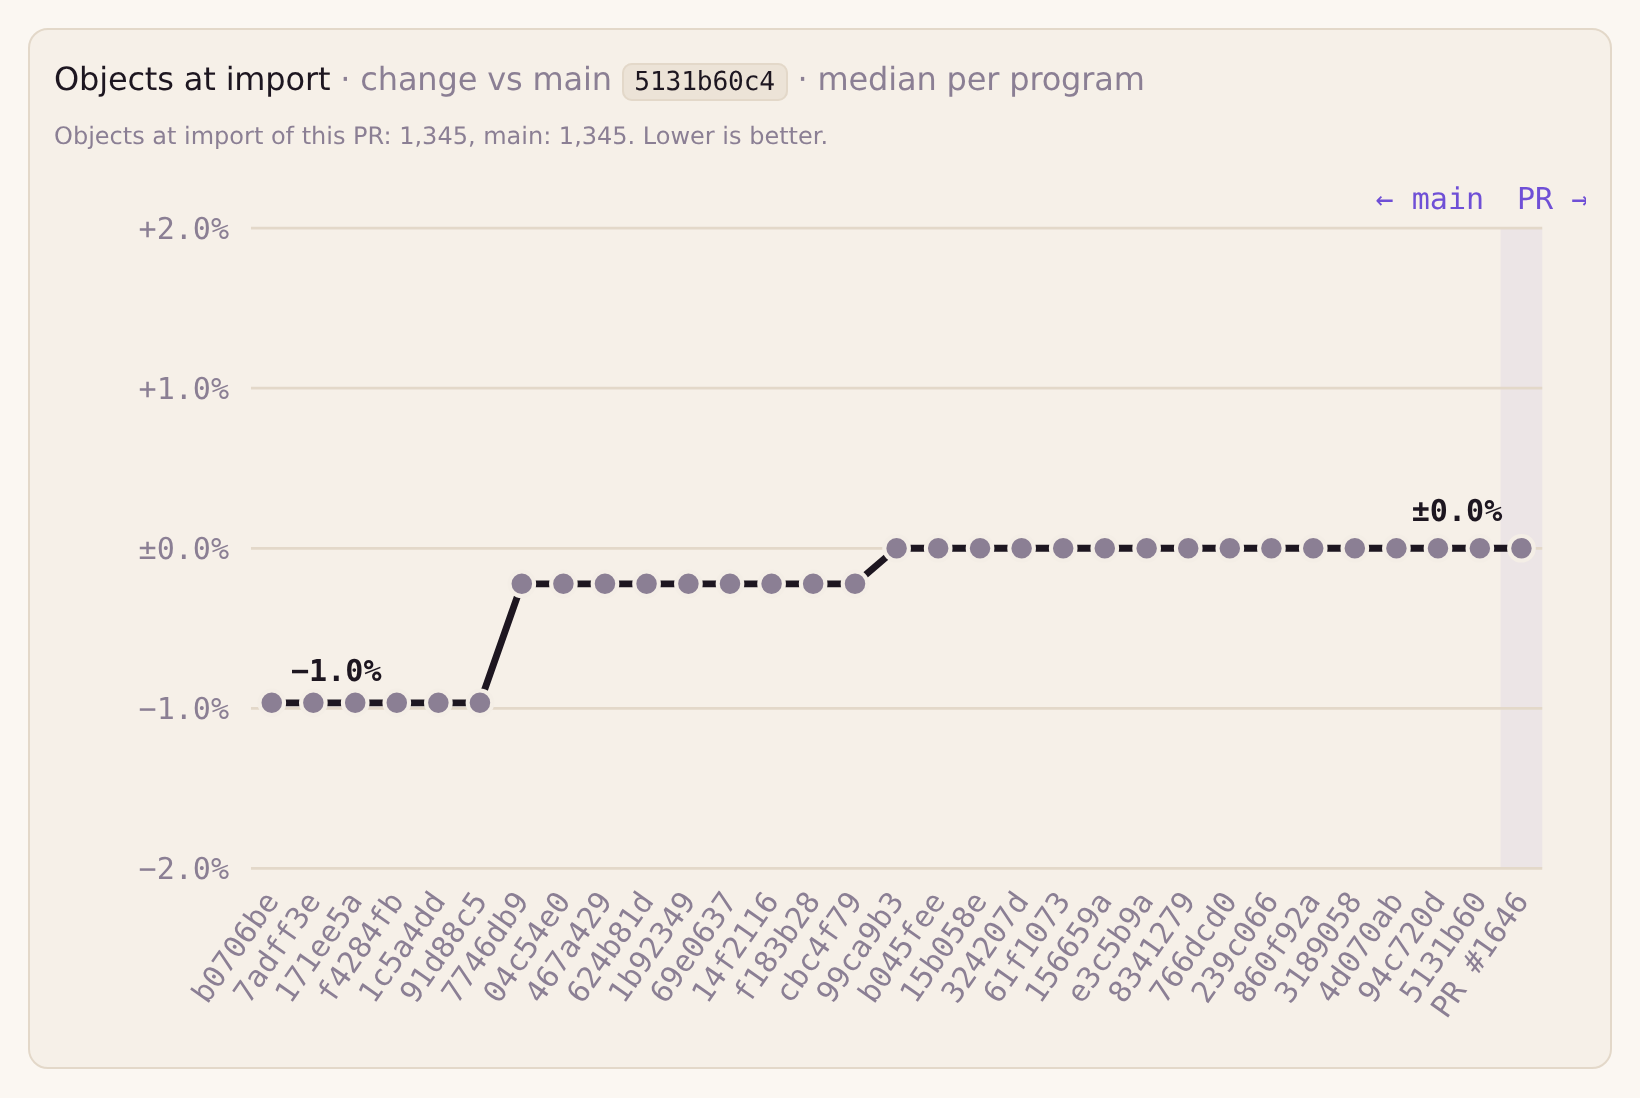 Objects at import · change vs main 5131b60c4 · median per program
Objects at import of this PR: 1,345, main: 1,345. Lower is better.
← main PR →
+2.0%
+1.0%
±0.0%
−1.0%
−2.0%
−1.0%
±0.0%
b0706be
7adff3e
171ee5a
f4284fb
1c5a4dd
91d88c5
7746db9
04c54e0
467a429
624b81d
1b92349
69e0637
14f2116
f183b28
cbc4f79
99ca9b3
b045fee
15b058e
324207d
61f1073
156659a
e3c5b9a
8341279
766dcd0
239c066
860f92a
3189058
4d070ab
94c720d
5131b60
PR #1646